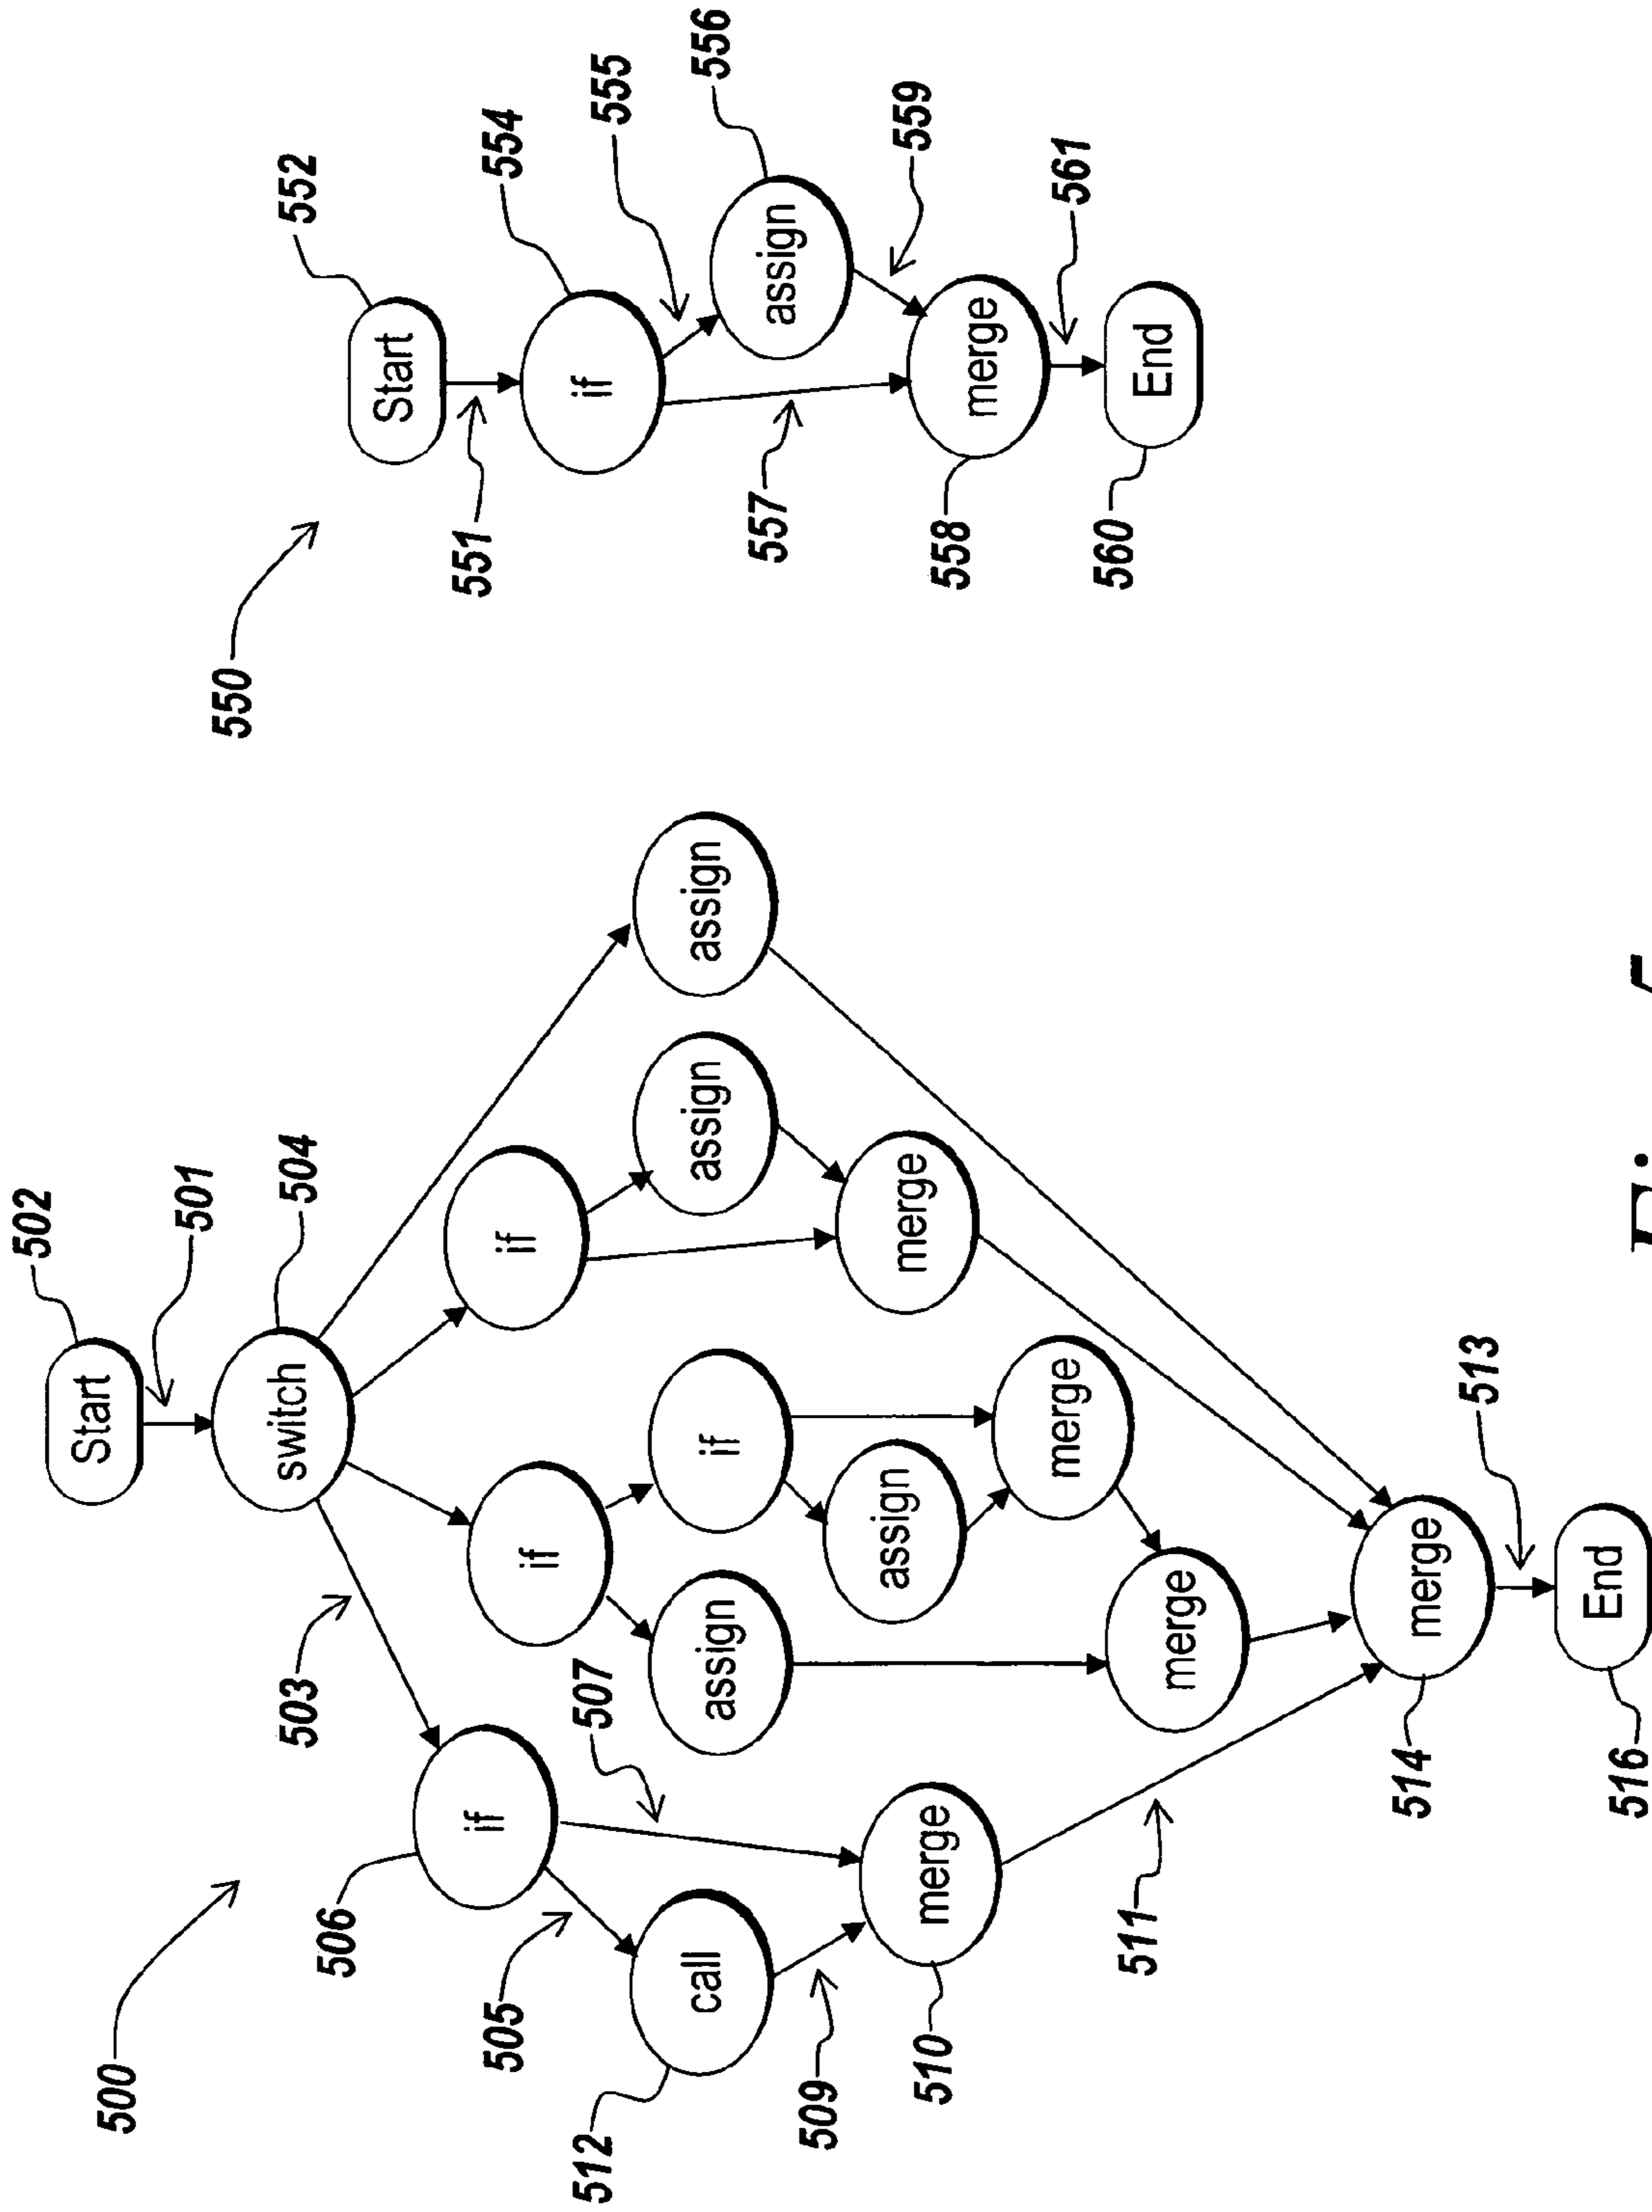 500
502
Start
501
504
switch
503
506
if
if
if
505
507
512
call
assign
if
assign
assign
509
assign
510
merge
merge
merge
merge
511
514
merge
513
516
End
550
552
Start
551
554
if
555
556
assign
557
559
558
merge
561
560
End